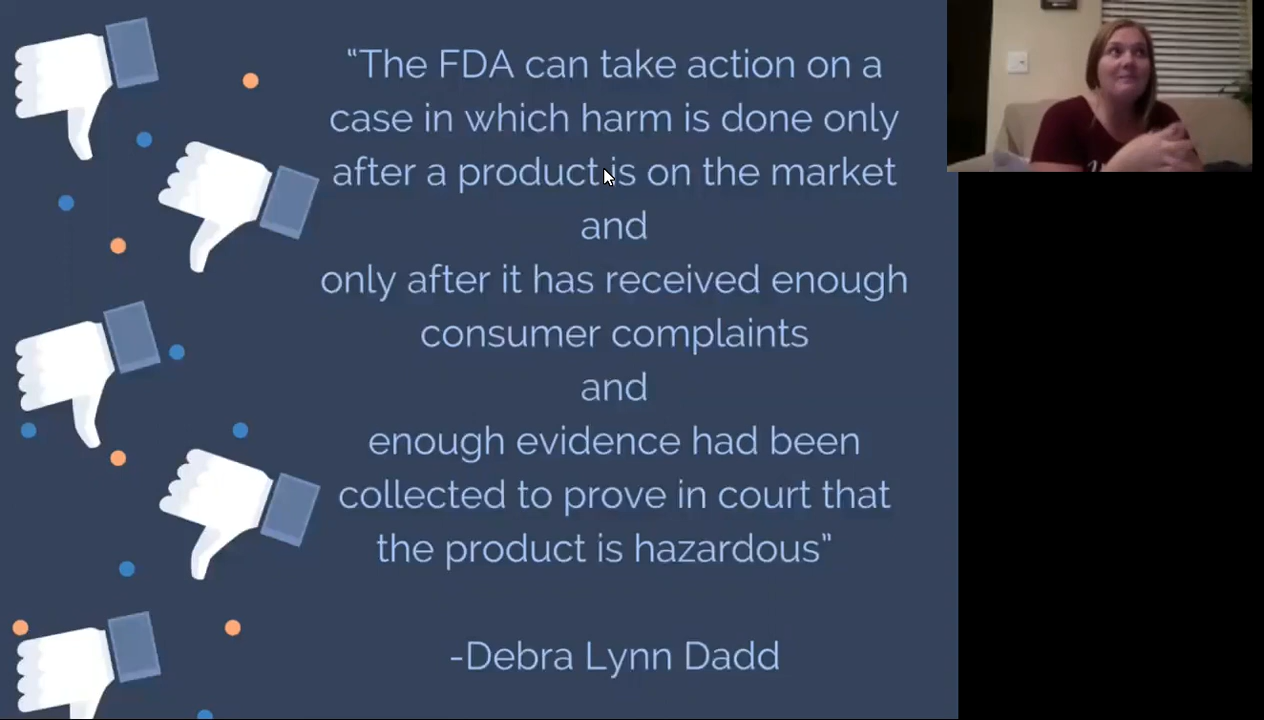 “The FDA can take action on a
case in which harm is done only
after a product is on the market
and
only after it has received enough
consumer complaints
and
enough evidence had been
collected to prove in court that
the product is hazardous”
-Debra Lynn Dadd